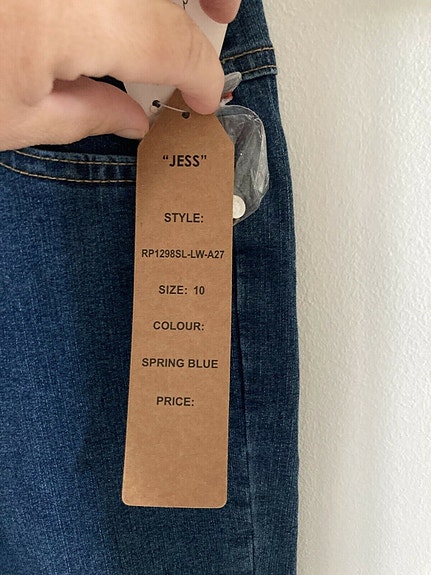 "JESS"
STYLE:
RP1298SL-LW-A27
SIZE: 10
COLOUR:
SPRING BLUE
PRICE: